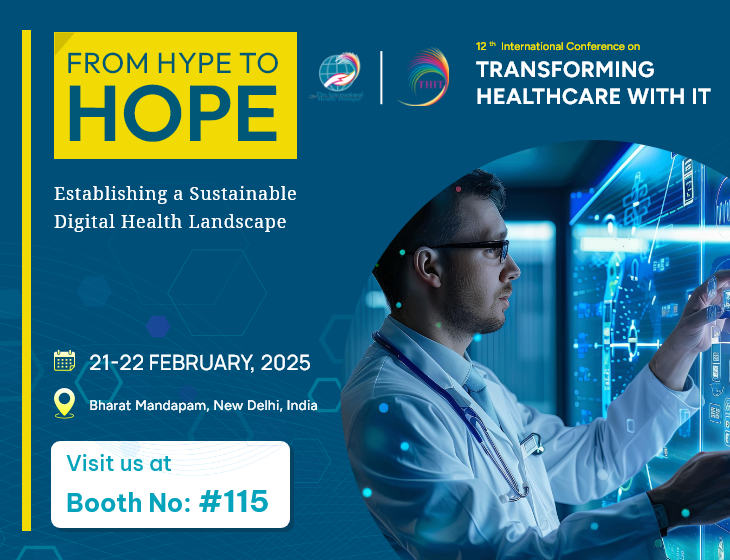 FROM HYPE TO
HOPE
THIT
12th International Conference on
TRANSFORMING
HEALTHCARE WITH IT
Establishing a Sustainable
Digital Health Landscape
21-22 FEBRUARY, 2025
Bharat Mandapam, New Delhi, India
Visit us at
Booth No: #115